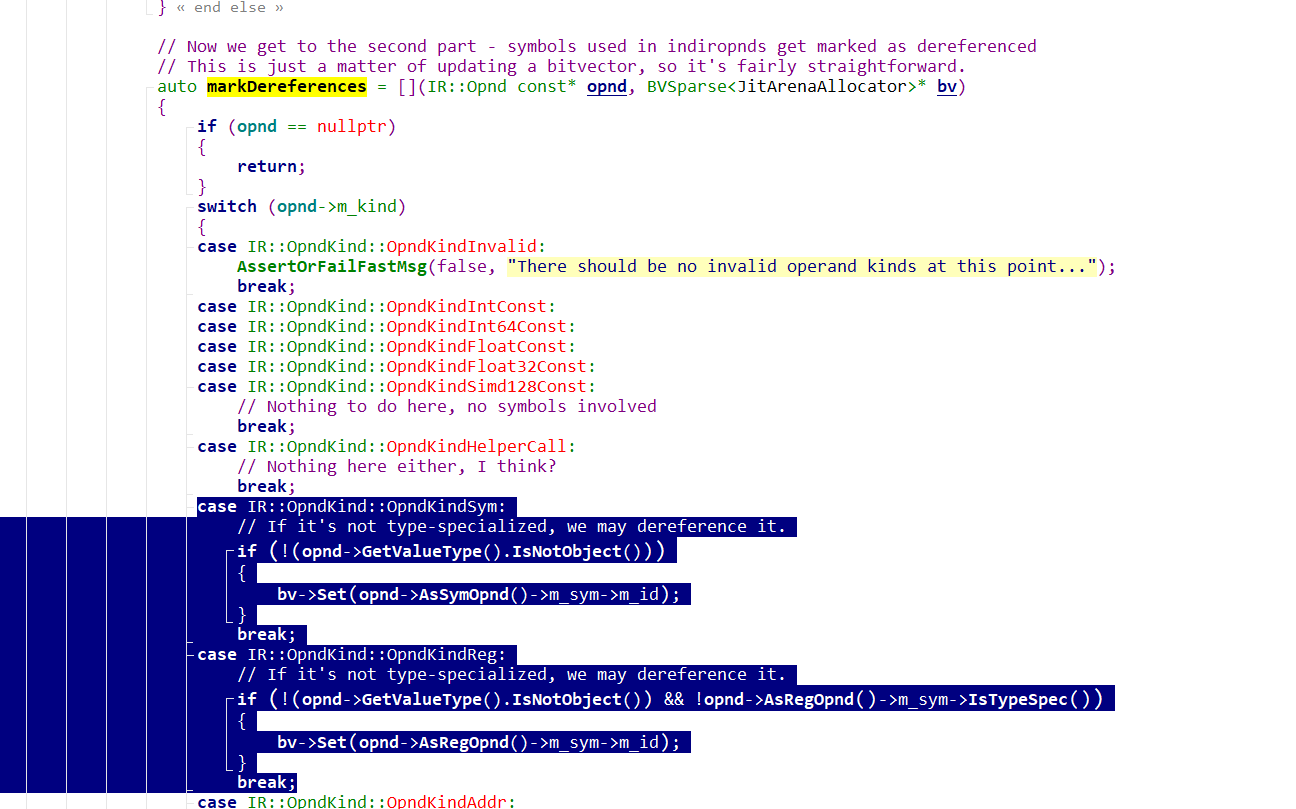 } « end else »
// Now we get to the second part - symbols used in indiropnds get marked as dereferenced
// This is just a matter of updating a bitvector, so it's fairly straightforward.
auto markDereferences = [](IR::Opnd const* opnd, BVSparse<JitArenaAllocator>* bv)
{
if (opnd == nullptr)
{
return;
}
switch (opnd->m_kind)
{
case IR::OpndKind::OpndKindInvalid:
AssertOrFailFastMsg(false, "There should be no invalid operand kinds at this point...");
break;
case IR::OpndKind::OpndKindIntConst:
case IR::OpndKind::OpndKindInt64Const:
case IR::OpndKind::OpndKindFloatConst:
case IR::OpndKind::OpndKindFloat32Const:
case IR::OpndKind::OpndKindSimd128Const:
// Nothing to do here, no symbols involved
break;
case IR::OpndKind::OpndKindHelperCall:
// Nothing here either, I think?
break;
case IR::OpndKind::OpndKindSym:
// If it's not type-specialized, we may dereference it.
if (!(opnd->GetValueType().IsNotObject()))
{
bv->Set(opnd->AsSymOpnd()->m_sym->m_id);
}
break;
case IR::OpndKind::OpndKindReg:
// If it's not type-specialized, we may dereference it.
if (!(opnd->GetValueType().IsNotObject()) && !opnd->AsRegOpnd()->m_sym->IsTypeSpec())
{
bv->Set(opnd->AsRegOpnd()->m_sym->m_id);
}
break;
case IR::OpndKind::OpndKindAddr: